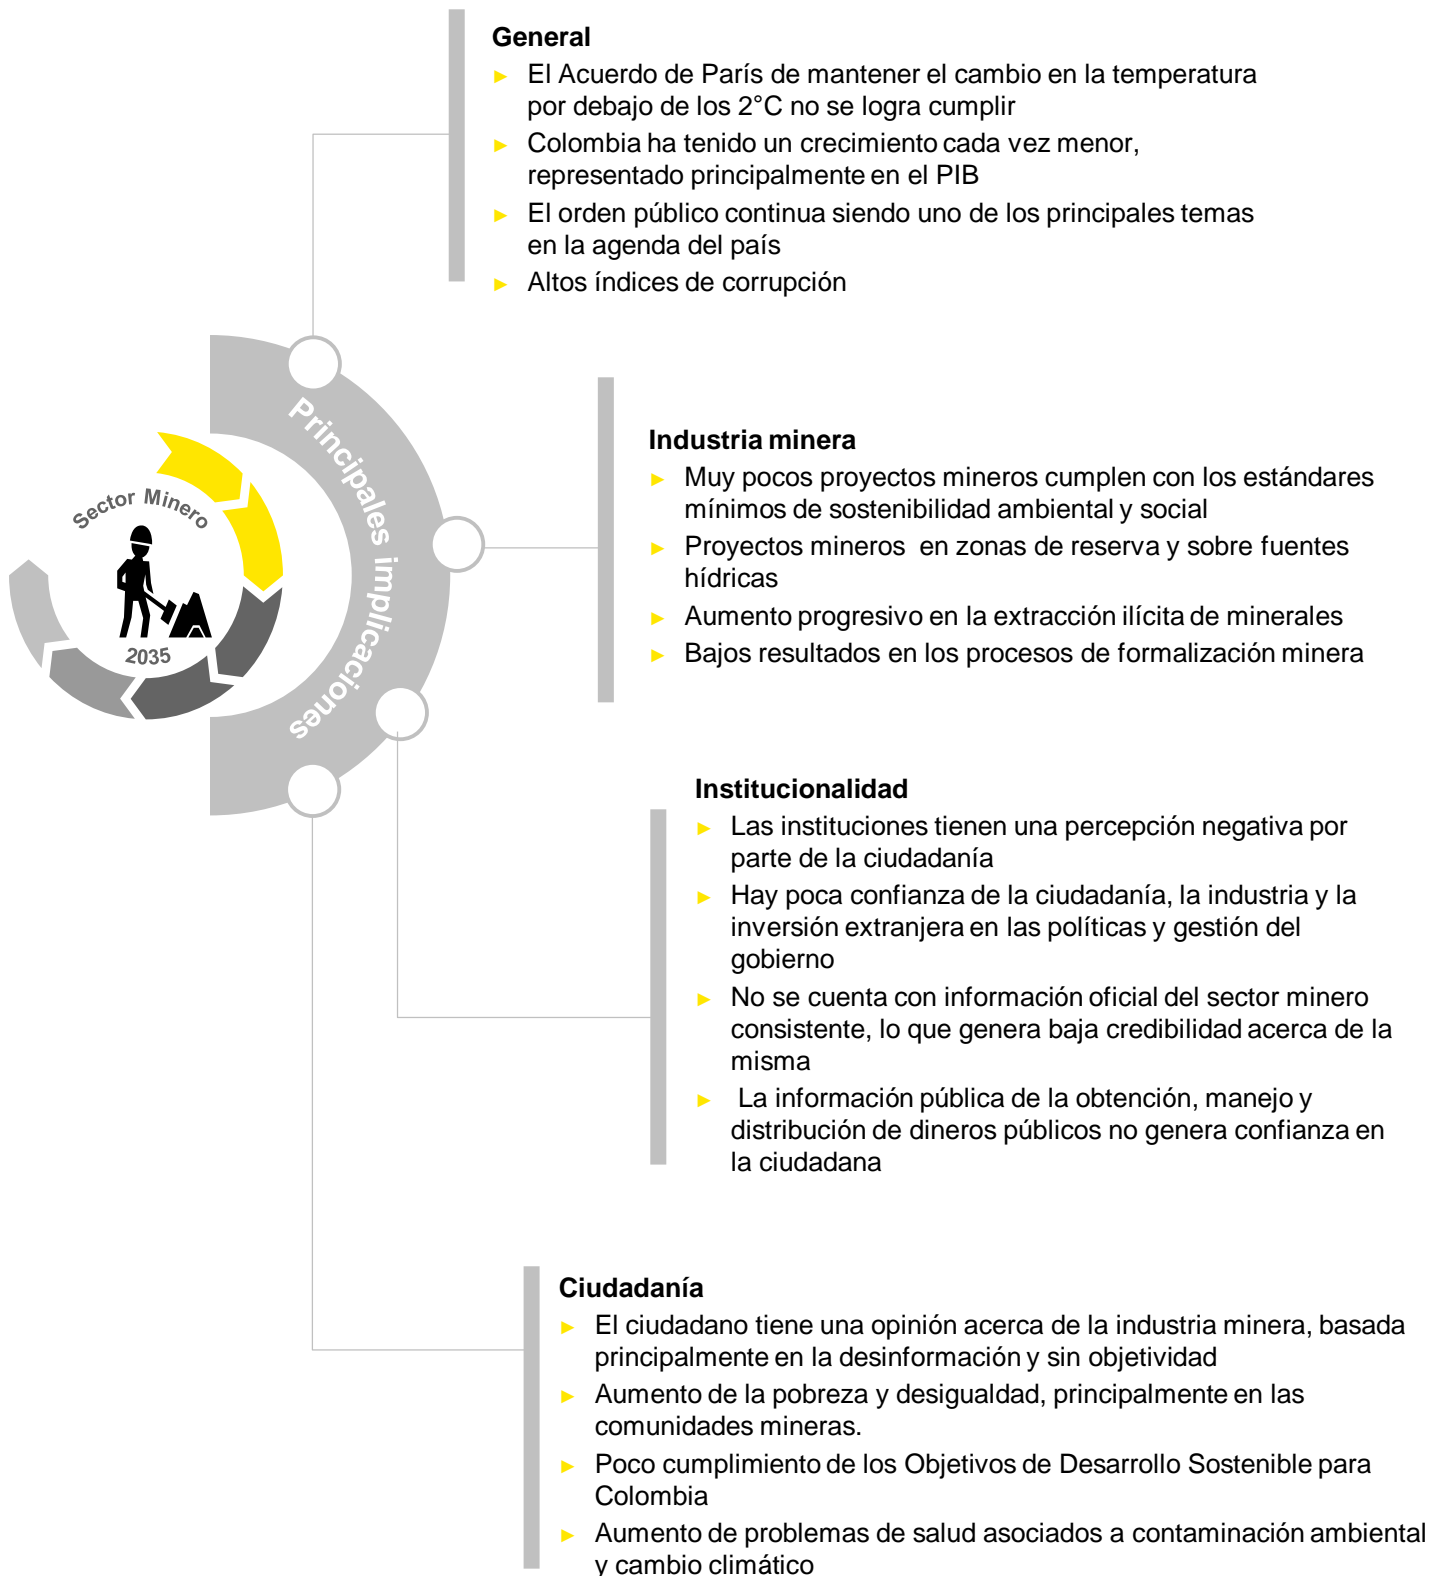 General
► El Acuerdo de París de mantener el cambio en la temperatura
por debajo de los 2°C no se logra cumplir
► Colombia ha tenido un crecimiento cada vez menor,
representado principalmente en el PIB
► El orden público continua siendo uno de los principales temas
en la agenda del país
► Altos índices de corrupción
Principales implicaciones
Sector Minero
2035
Industria minera
► Muy pocos proyectos mineros cumplen con los estándares
mínimos de sostenibilidad ambiental y social
► Proyectos mineros en zonas de reserva y sobre fuentes
hídricas
► Aumento progresivo en la extracción ilícita de minerales
► Bajos resultados en los procesos de formalización minera
Institucionalidad
► Las instituciones tienen una percepción negativa por
parte de la ciudadanía
► Hay poca confianza de la ciudadanía, la industria y la
inversión extranjera en las políticas y gestión del
gobierno
► No se cuenta con información oficial del sector minero
consistente, lo que genera baja credibilidad acerca de la
misma
► La información pública de la obtención, manejo y
distribución de dineros públicos no genera confianza en
la ciudadana
Ciudadanía
► El ciudadano tiene una opinión acerca de la industria minera, basada
principalmente en la desinformación y sin objetividad
► Aumento de la pobreza y desigualdad, principalmente en las
comunidades mineras.
► Poco cumplimiento de los Objetivos de Desarrollo Sostenible para
Colombia
► Aumento de problemas de salud asociados a contaminación ambiental
y cambio climático